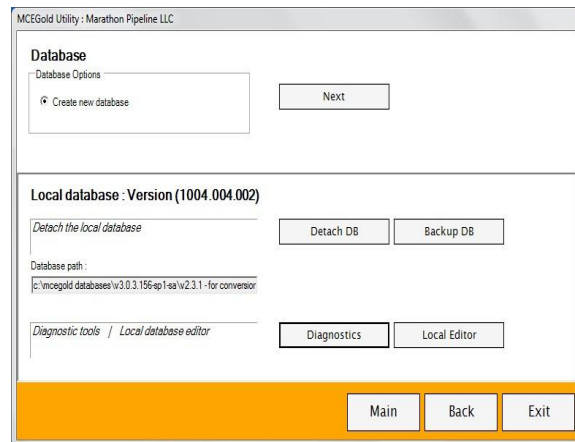 MCEGold Utility : Marathon Pipeline LLC
Database
Database Options
Create new database
Next
Local database : Version (1004.004.002)
Detach the local database
Detach DB
Backup DB
Database path :
c:\mcegold databases\v3.0.3.156-sp1-sa\v2.3.1 - for conversior
Diagnostic tools / Local database editor
Diagnostics
Local Editor
Main
Back
Exit